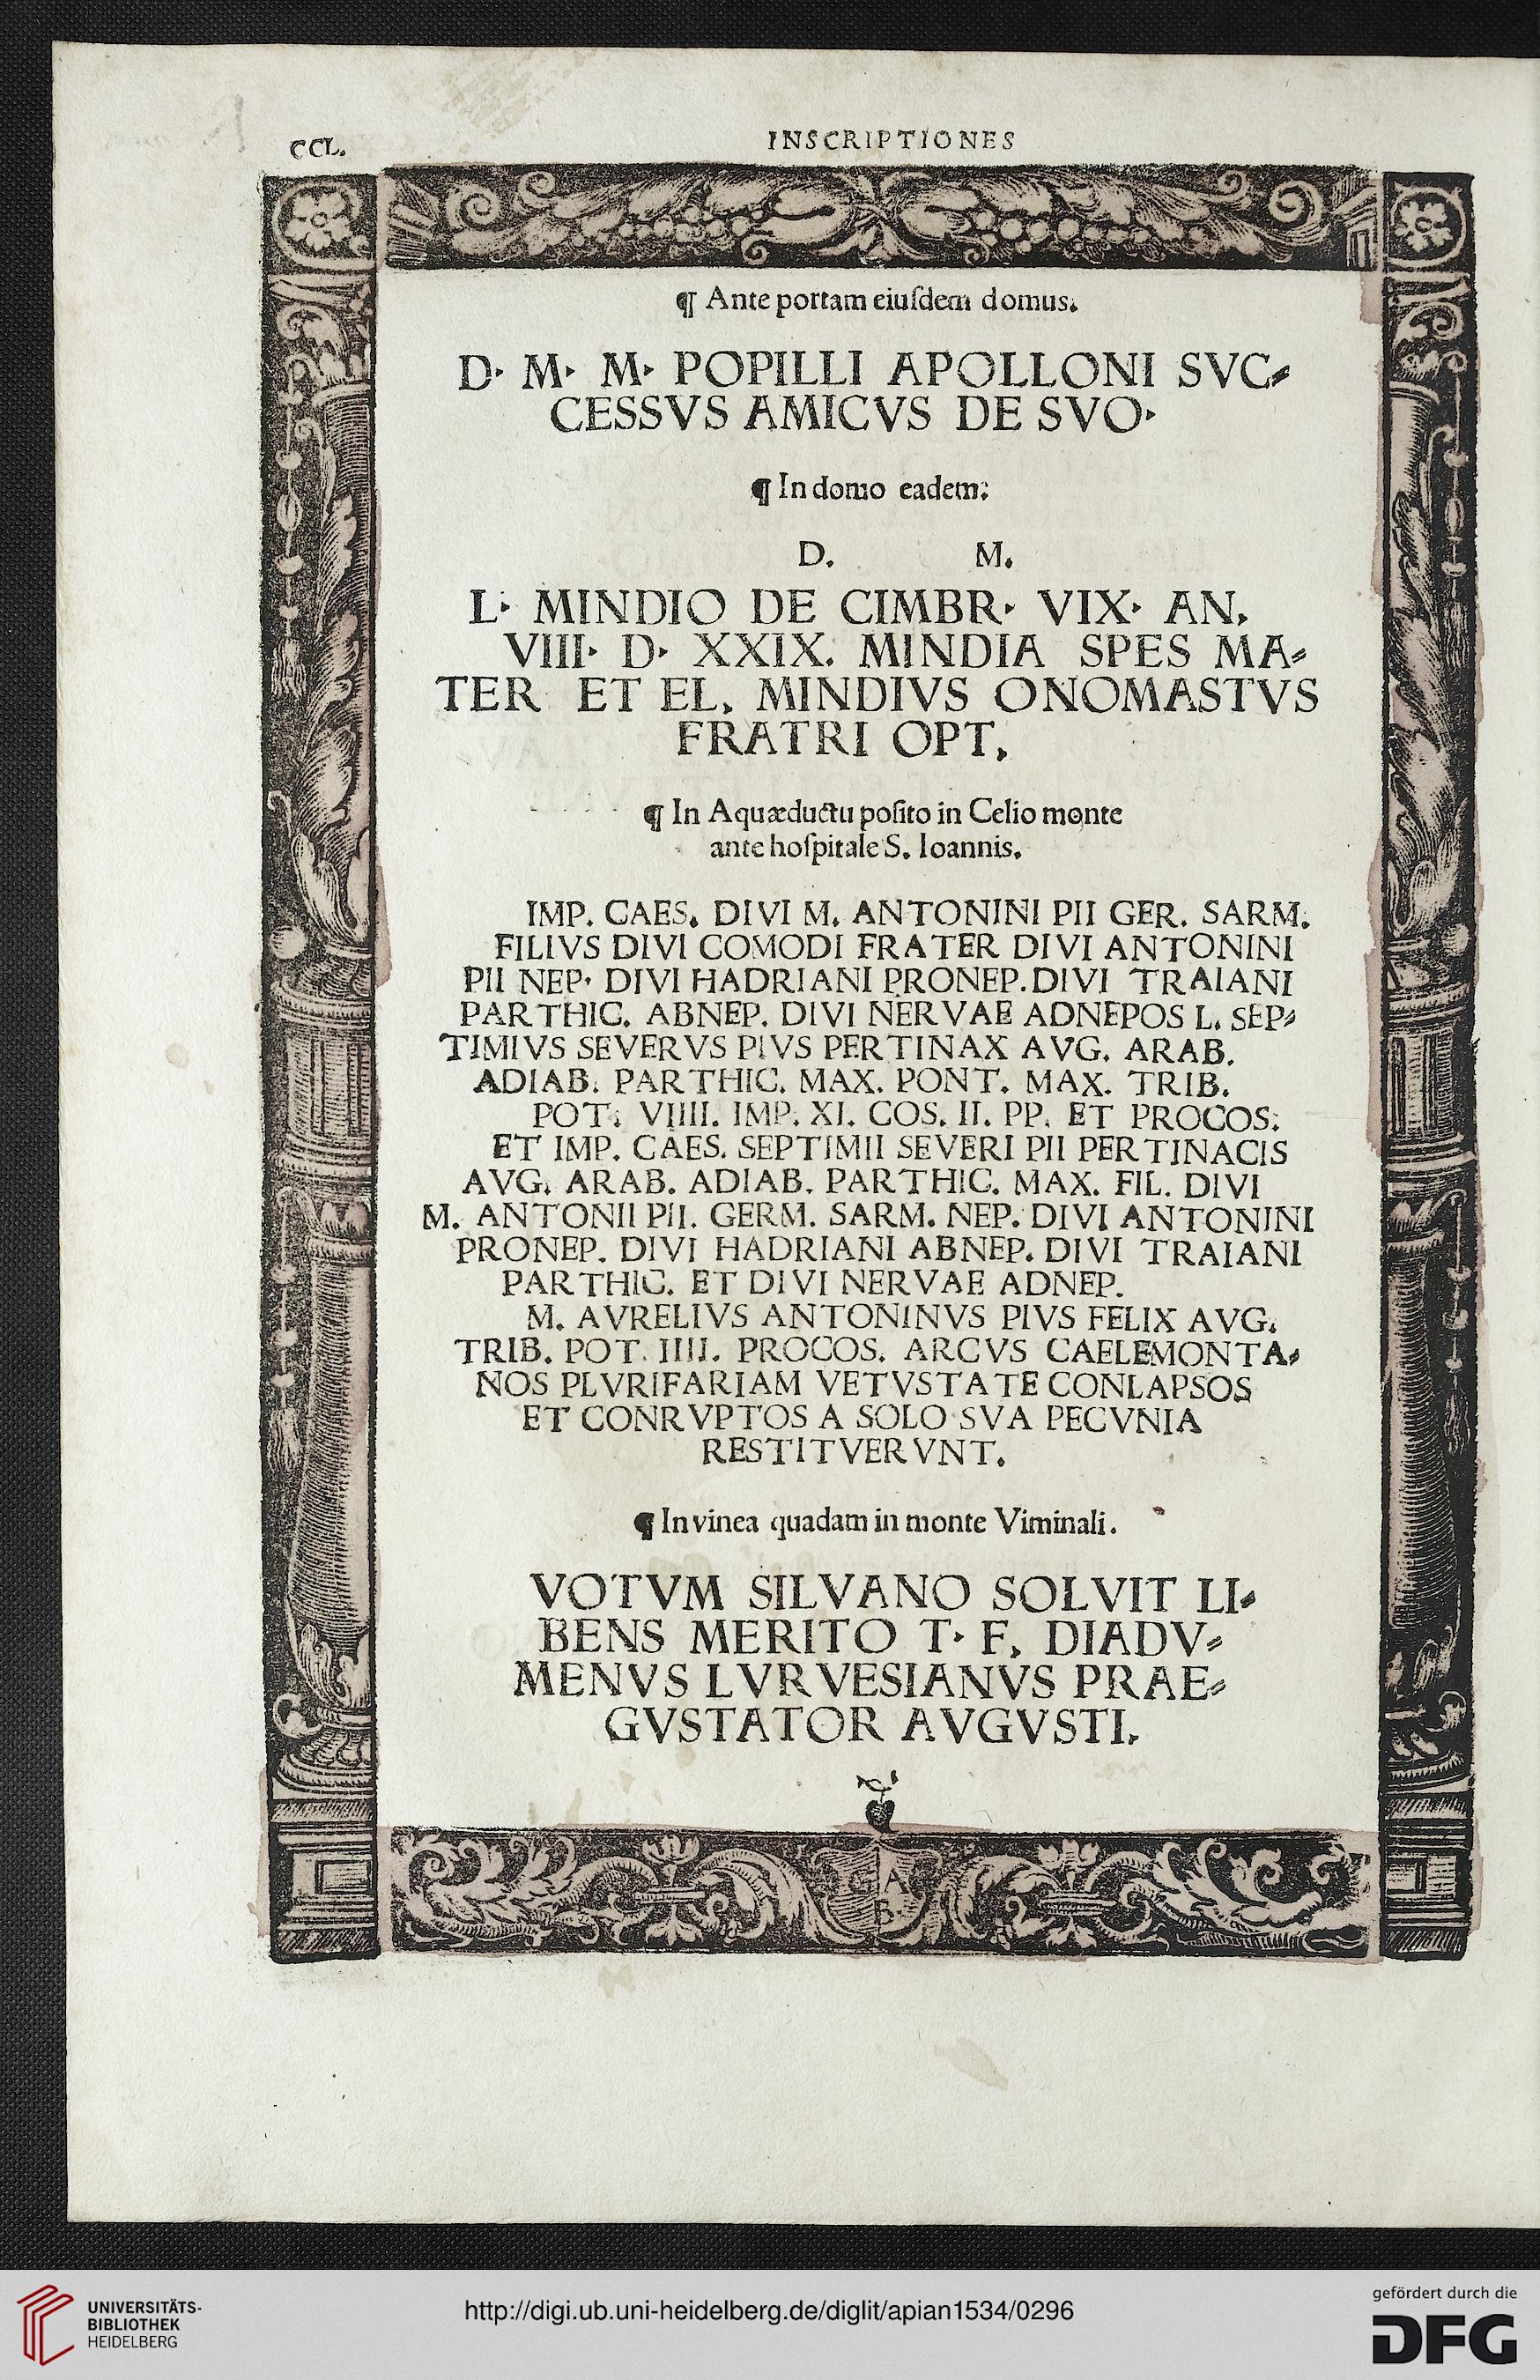 CCL.
INSCRIPTIONES
¶ Ante portam eiuſdem domus.
D· M· M· POPILLI APOLLONI SVC⸗
CESSVS AMICVS DE SVO·
¶ In domo eadem:
D. M.
L· MINDIO DE CIMBR· VIX· AN,
VIIII· D· XXIX. MINDIA SPES MA⸗
TER ET EL, MINDIVS ONOMASTVS
FRATRI OPT,
¶ In Aquæductu poſito in Celio monte
ante hoſpitale S. Ioannis.
IMP. CAES. DIVI M. ANTONINI PII GER. SARM.
FILIVS DIVI COMODI FRATER DIVI ANTONINI
PII NEP· DIVI HADRIANI PRONEP. DIVI TRAIANI
PARTHIC. ABNEP. DIVI NERVAE ADNEPOS L. SEP⸗
TIMIVS SEVERVS PIVS PERTINAX AVG. ARAB.
ADIAB. PARTHIC. MAX. PONT. MAX. TRIB.
POT. VIIII. IMP. XI. COS. II. PP. ET PROCOS:
ET IMP. CAES. SEPTIMII SEVERI PII PERTINACIS
AVG. ARAB. ADIAB. PARTHIC. MAX. FIL. DIVI
M. ANTONII PII. GERM. SARM. NEP. DIVI ANTONINI
PRONEP. DIVI HADRIANI ABNEP. DIVI TRAIANI
PARTHIC. ET DIVI NERVAE ADNEP.
M. AVRELIVS ANTONINVS PIVS FELIX AVG.
TRIB. POT. IIII. PROCOS. ARCVS CAELEMONTA⸗
NOS PLVRIFARIAM VETVSTATE CONLAPSOS
ET CONRVPTOS A SOLO SVA PECVNIA
RESTITVERVNT.
¶ In vinea quadam in monte Viminali.
VOTVM SILVANO SOLVIT LI⸗
BENS MERITO T· F, DIADV⸗
MENVS LVRVESIANVS PRAE⸗
GVSTATOR AVGVSTI,
A
B
UNIVERSITÄTS-
BIBLIOTHEK
HEIDELBERG
http://digi.ub.uni-heidelberg.de/diglit/apian1534/0296
gefördert durch die
DFG